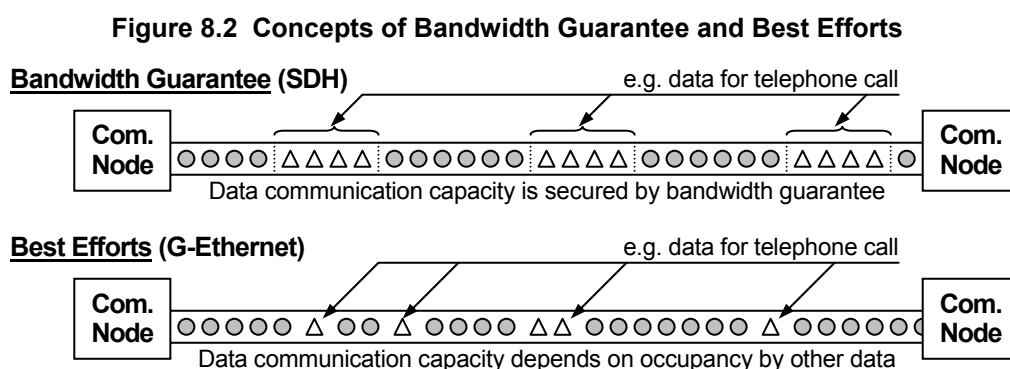 Figure 8.2 Concepts of Bandwidth Guarantee and Best Efforts
Bandwidth Guarantee (SDH)
e.g. data for telephone call
Com.
Node
Com.
Node
Data communication capacity is secured by bandwidth guarantee
Best Efforts (G-Ethernet)
e.g. data for telephone call
Com.
Node
Com.
Node
Data communication capacity depends on occupancy by other data